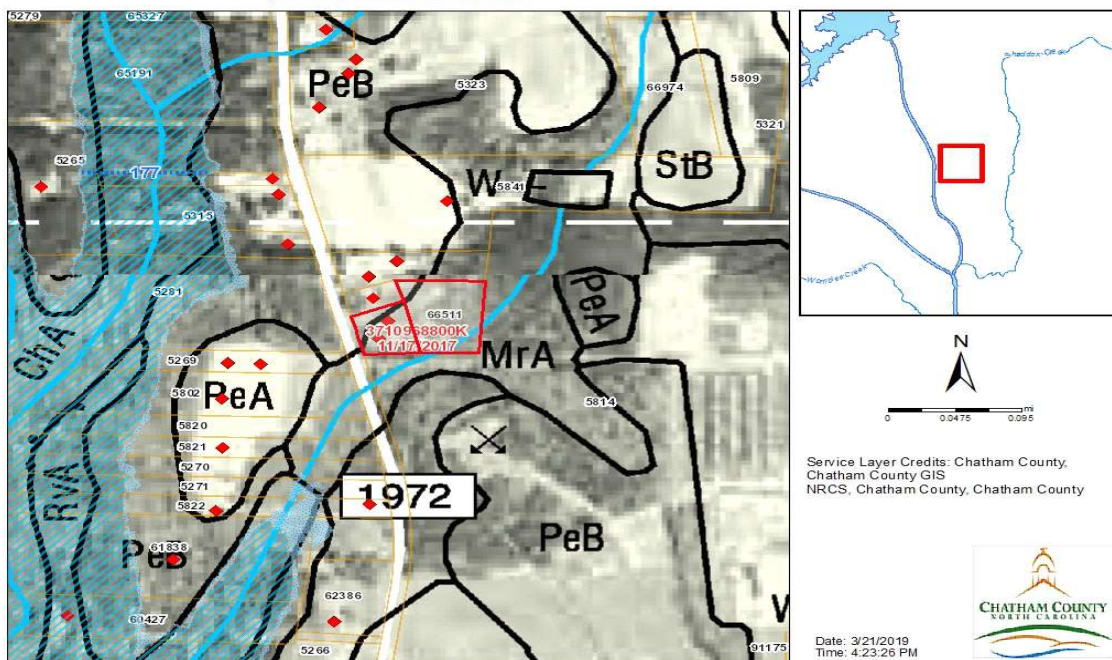 5279
65327
PeB
5323
5809
66974
65191
5321
5265
177
W
5841
StB
5315
5281
PeA
66511
3710968800K
11/17/2017
ChA
MrA
5269
5802
PeA
5814
5820
5821
5270
5271
1972
5822
RvA
PeB
61838
PeB
60427
62386
5266
91175
N
0 0.0475 0.095
mi
Service Layer Credits: Chatham County,
Chatham County GIS
NRCS, Chatham County, Chatham County
CHATHAM COUNTY
NORTH CAROLINA
Date: 3/21/2019
Time: 4:23:26 PM